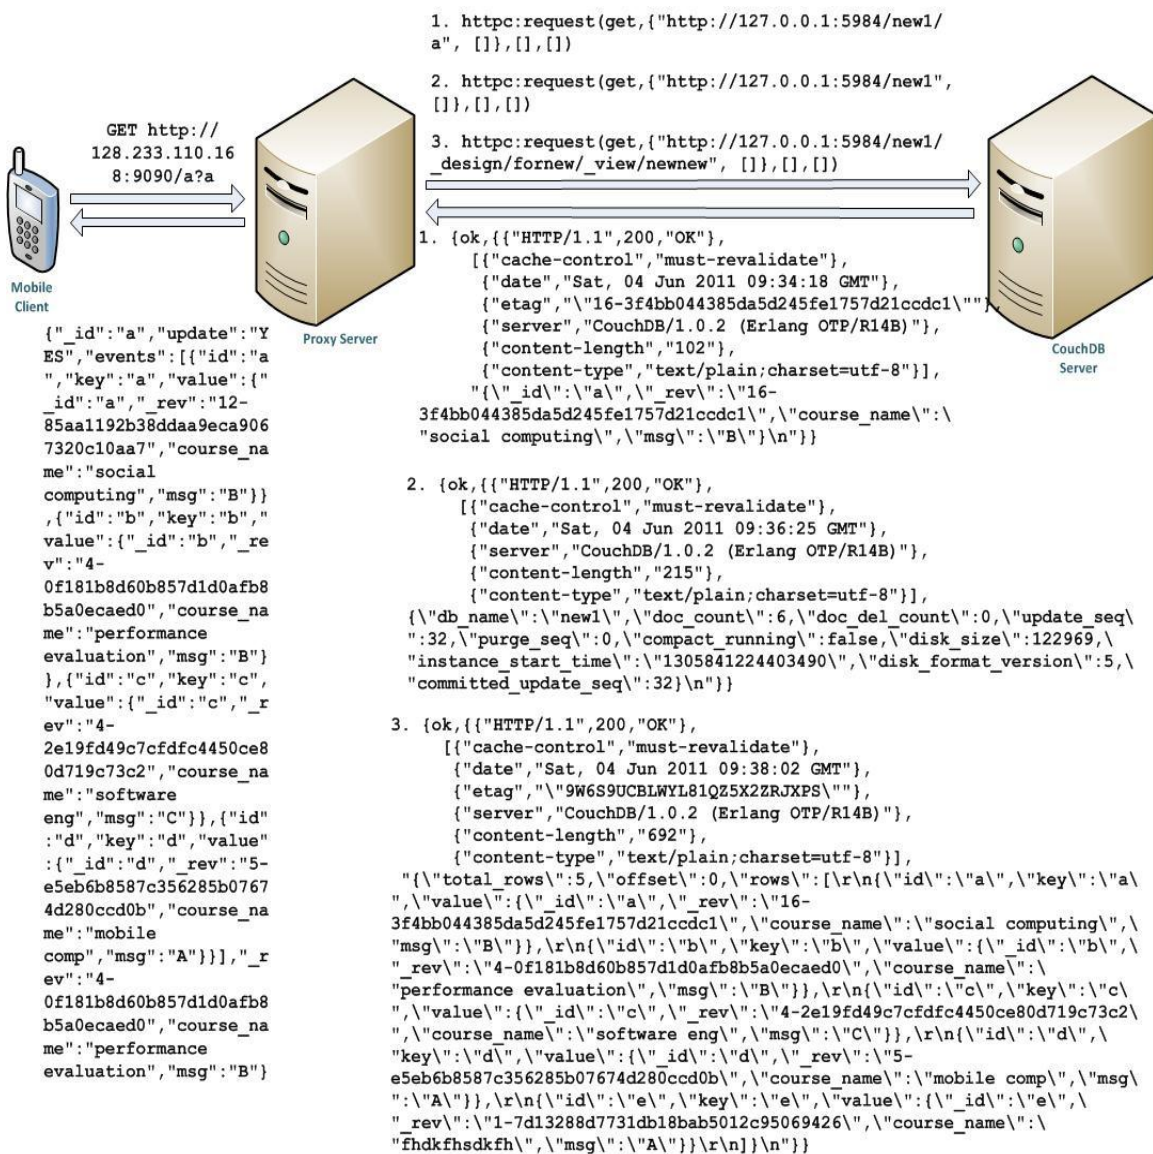 1. httpc:request(get,{"http://127.0.0.1:5984/new1/
a", []},[],[])
2. httpc:request(get,{"http://127.0.0.1:5984/new1",
[]},[],[])
3. httpc:request(get,{"http://127.0.0.1:5984/new1/
_design/fornew/_view/newnew", []},[],[])
GET http://
128.233.110.16
8:9090/a?a
Mobile
Client
Proxy Server
CouchDB
Server
{"_id":"a","update":"Y
ES","events":[{"id":"a
","key":"a","value":{"
_id":"a","_rev":"12-
85aa1192b38ddaa9eca906
7320c10aa7","course_na
me":"social
computing","msg":"B"}}
,{"id":"b","key":"b","
value":{"_id":"b","_re
v":"4-
0f181b8d60b857d1d0afb8
b5a0ecaed0","course_na
me":"performance
evaluation","msg":"B"}
},{"id":"c","key":"c",
"value":{"_id":"c","_r
ev":"4-
2e19fd49c7cfdfc4450ce8
0d719c73c2","course_na
me":"software
eng","msg":"C"}},{"id"
:"d","key":"d","value"
:{"_id":"d","_rev":"5-
e5eb6b8587c356285b0767
4d280ccd0b","course_na
me":"mobile
comp","msg":"A"}}],"_r
ev":"4-
0f181b8d60b857d1d0afb8
b5a0ecaed0","course_na
me":"performance
evaluation","msg":"B"}
1. {ok,{{"HTTP/1.1",200,"OK"},
[{"cache-control","must-revalidate"},
{"date","Sat, 04 Jun 2011 09:34:18 GMT"},
{"etag","\"16-3f4bb044385da5d245fe1757d21ccdc1\""},
{"server","CouchDB/1.0.2 (Erlang OTP/R14B)"},
{"content-length","102"},
{"content-type","text/plain;charset=utf-8"}],
"{\"_id\":\"a\",\"_rev\":\"16-
3f4bb044385da5d245fe1757d21ccdc1\",\"course_name\":\
"social computing\",\"msg\":\"B\"}\n"}}
2. {ok,{{"HTTP/1.1",200,"OK"},
[{"cache-control","must-revalidate"},
{"date","Sat, 04 Jun 2011 09:36:25 GMT"},
{"server","CouchDB/1.0.2 (Erlang OTP/R14B)"},
{"content-length","215"},
{"content-type","text/plain;charset=utf-8"}],
{\"db_name\":\"new1\",\"doc_count\":6,\"doc_del_count\":0,\"update_seq\
":32,\"purge_seq\":0,\"compact_running\":false,\"disk_size\":122969,\
"instance_start_time\":\"1305841224403490\",\"disk_format_version\":5,\
"committed_update_seq\":32}\n"}}
3. {ok,{{"HTTP/1.1",200,"OK"},
[{"cache-control","must-revalidate"},
{"date","Sat, 04 Jun 2011 09:38:02 GMT"},
{"etag","\"9W6S9UCBLWYL81QZ5X2ZRJXPS\""},
{"server","CouchDB/1.0.2 (Erlang OTP/R14B)"},
{"content-length","692"},
{"content-type","text/plain;charset=utf-8"}],
"{\"total_rows\":5,\"offset\":0,\"rows\":[\r\n{\"id\":\"a\",\"key\":\"a\
",\"value\":{\"_id\":\"a\",\"_rev\":\"16-
3f4bb044385da5d245fe1757d21ccdc1\",\"course_name\":\"social computing\",\
"msg\":\"B\"}},\r\n{\"id\":\"b\",\"key\":\"b\",\"value\":{\"_id\":\"b\",\
"_rev\":\"4-0f181b8d60b857d1d0afb8b5a0ecaed0\",\"course_name\":\
"performance evaluation\",\"msg\":\"B\"}},\r\n{\"id\":\"c\",\"key\":\"c\
",\"value\":{\"_id\":\"c\",\"_rev\":\"4-2e19fd49c7cfdfc4450ce80d719c73c2\
",\"course_name\":\"software eng\",\"msg\":\"C\"}},\r\n{\"id\":\"d\",\
"key\":\"d\",\"value\":{\"_id\":\"d\",\"_rev\":\"5-
e5eb6b8587c356285b07674d280ccd0b\",\"course_name\":\"mobile comp\",\"msg\
":\"A\"}},\r\n{\"id\":\"e\",\"key\":\"e\",\"value\":{\"_id\":\"e\",\
"_rev\":\"1-7d13288d7731db18bab5012c95069426\",\"course_name\":\
"fhdkfhsdkfh\",\"msg\":\"A\"}}\r\n]}\n"}}